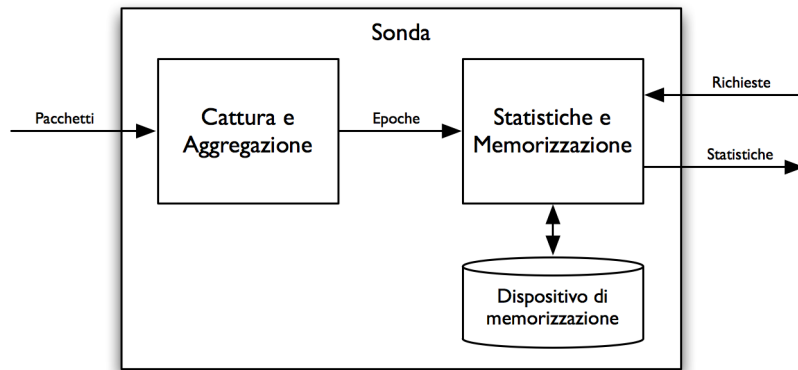 Sonda
Pacchetti
Cattura e
Aggregazione
Epoche
Statistiche e
Memorizzazione
Richieste
Statistiche
Dispositivo di
memorizzazione